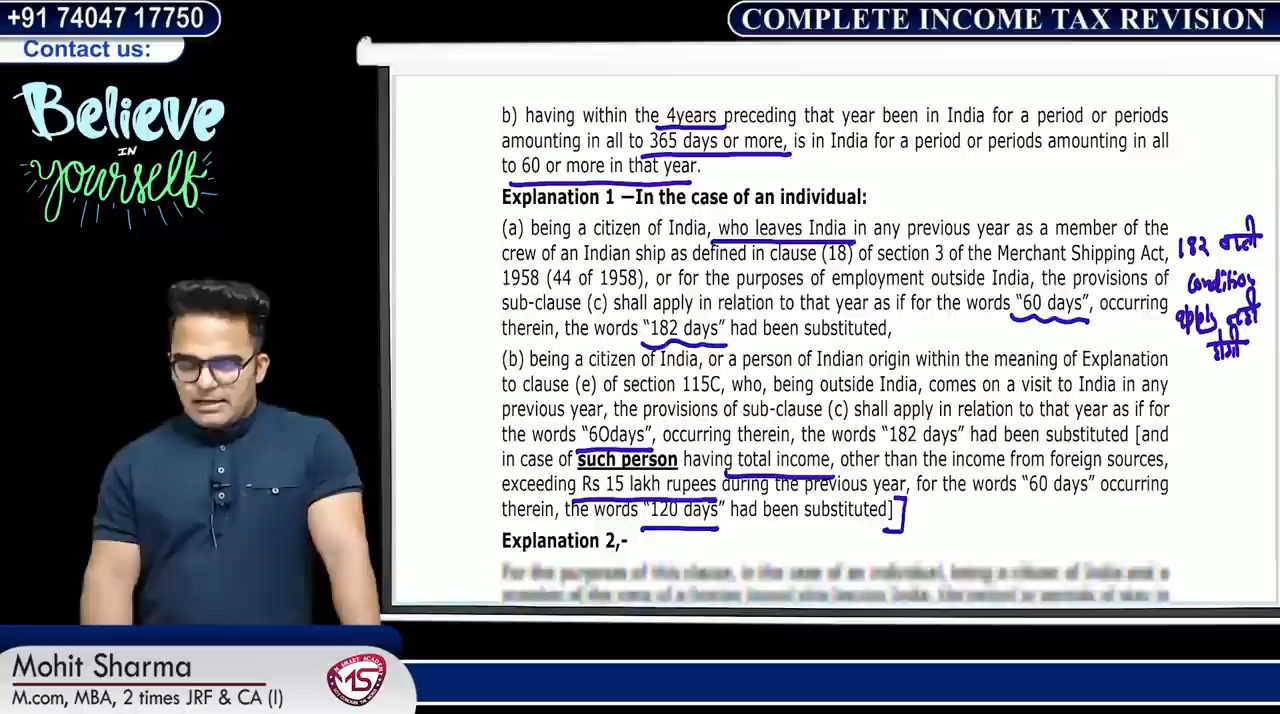 +91 74047 17750
Contact us:
COMPLETE INCOME TAX REVISION
Believe
IN
yourself
b) having within the 4years preceding that year been in India for a period or periods
amounting in all to 365 days or more, is in India for a period or periods amounting in all
to 60 or more in that year.
Explanation 1 —In the case of an individual:
(a) being a citizen of India, who leaves India in any previous year as a member of the
crew of an Indian ship as defined in clause (18) of section 3 of the Merchant Shipping Act,
1958 (44 of 1958), or for the purposes of employment outside India, the provisions of
sub-clause (c) shall apply in relation to that year as if for the words “60 days”, occurring
therein, the words “182 days” had been substituted,
(b) being a citizen of India, or a person of Indian origin within the meaning of Explanation
to clause (e) of section 115C, who, being outside India, comes on a visit to India in any
previous year, the provisions of sub-clause (c) shall apply in relation to that year as if for
the words “60days”, occurring therein, the words “182 days” had been substituted [and
in case of such person having total income, other than the income from foreign sources,
exceeding Rs 15 lakh rupees during the previous year, for the words “60 days” occurring
therein, the words “120 days” had been substituted]
Explanation 2,-
182 वाली
condition
apply नही
होगी
Mohit Sharma
M.com, MBA, 2 times JRF & CA (I)
MS